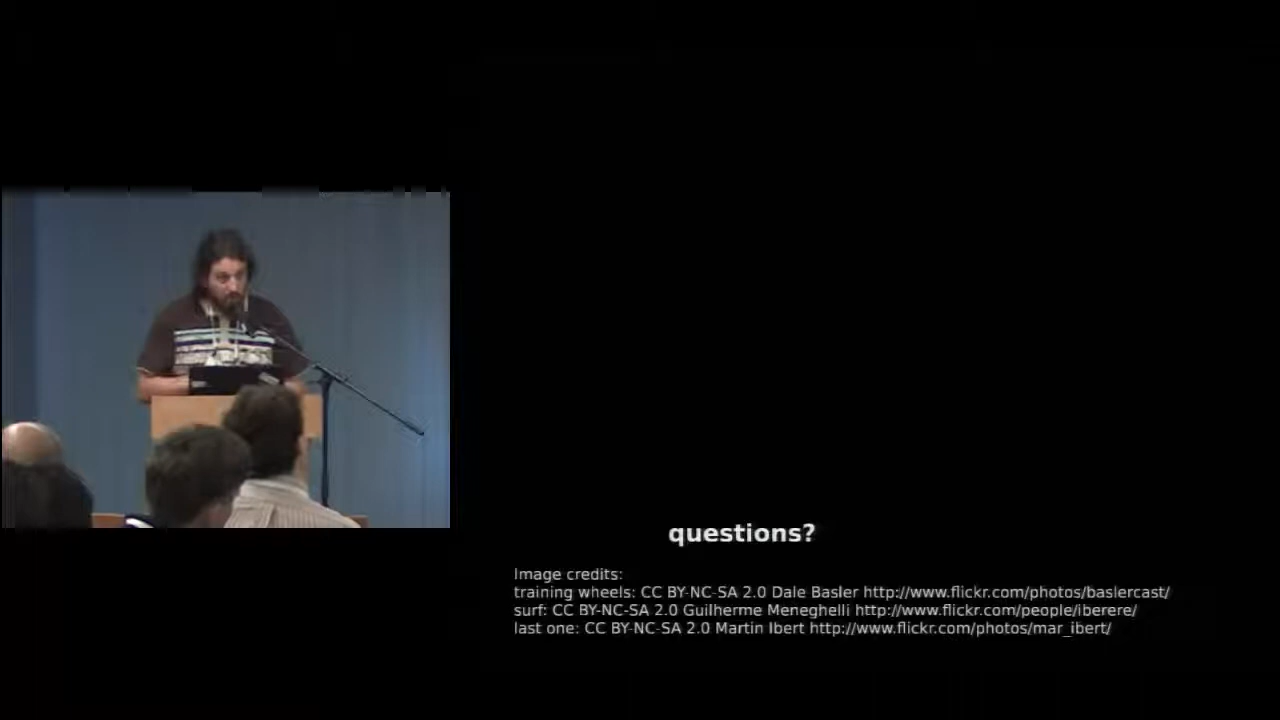 questions?
Image credits:
training wheels: CC BY-NC-SA 2.0 Dale Basler http://www.flickr.com/photos/baslercast/
surf: CC BY-NC-SA 2.0 Guilherme Meneghelli http://www.flickr.com/people/iberere/
last one: CC BY-NC-SA 2.0 Martin Ibert http://www.flickr.com/photos/mar_ibert/